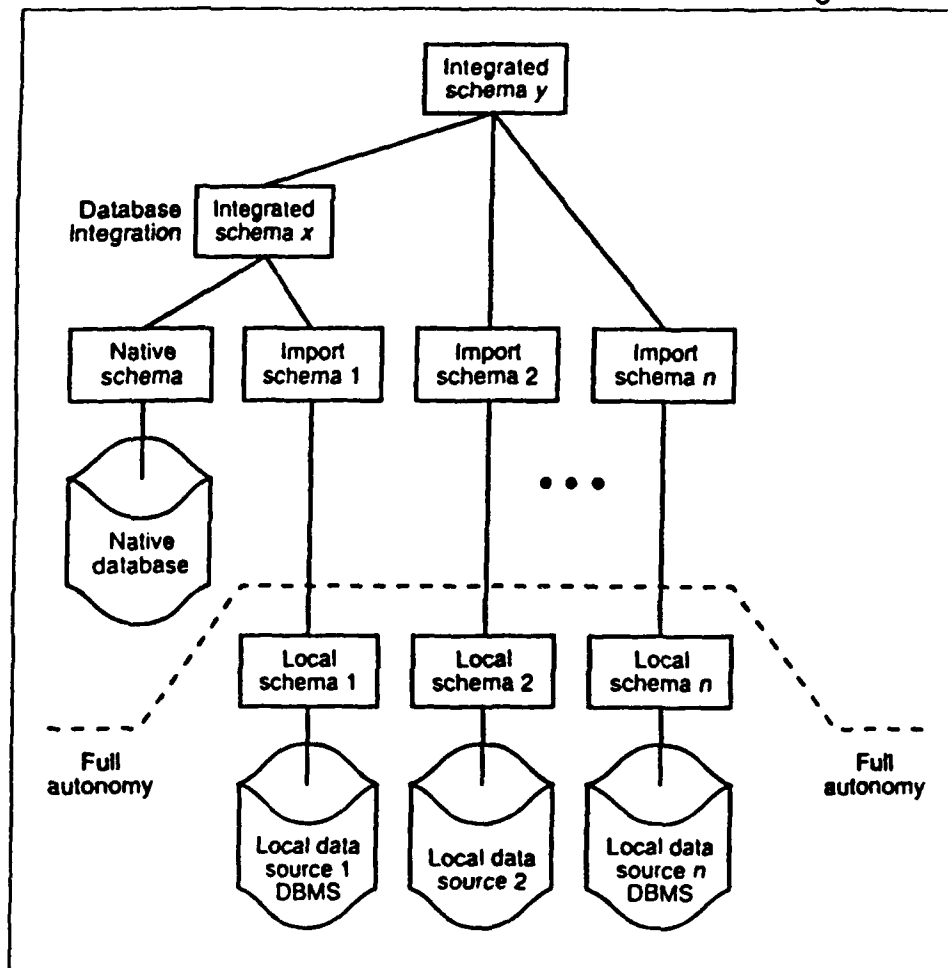 Integrated
schema y
Database
Integration
Integrated
schema x
Native
schema
Import
schema 1
Import
schema 2
Import
schema n
• • •
Native
database
Local
schema 1
Local
schema 2
Local
schema n
Full
autonomy
Full
autonomy
Local data
source 1
DBMS
Local data
source 2
Local data
source n
DBMS